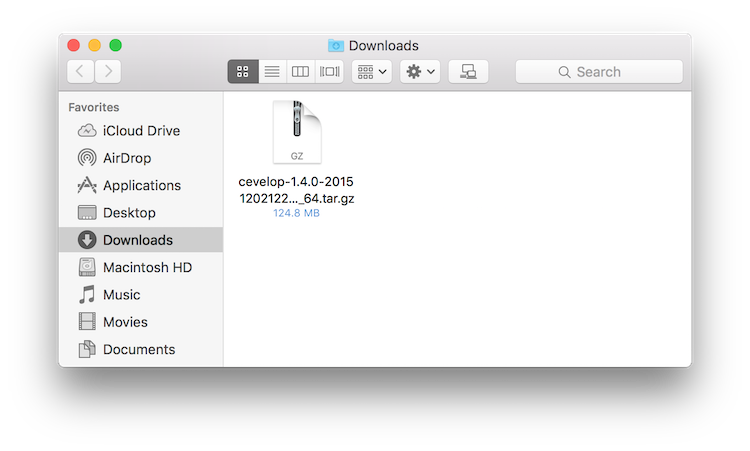 Downloads
Search
Favorites
iCloud Drive
AirDrop
Applications
Desktop
Downloads
Macintosh HD
Music
Movies
Documents
GZ
cevelop-1.4.0-2015
1202122..._64.tar.gz
124.8 MB